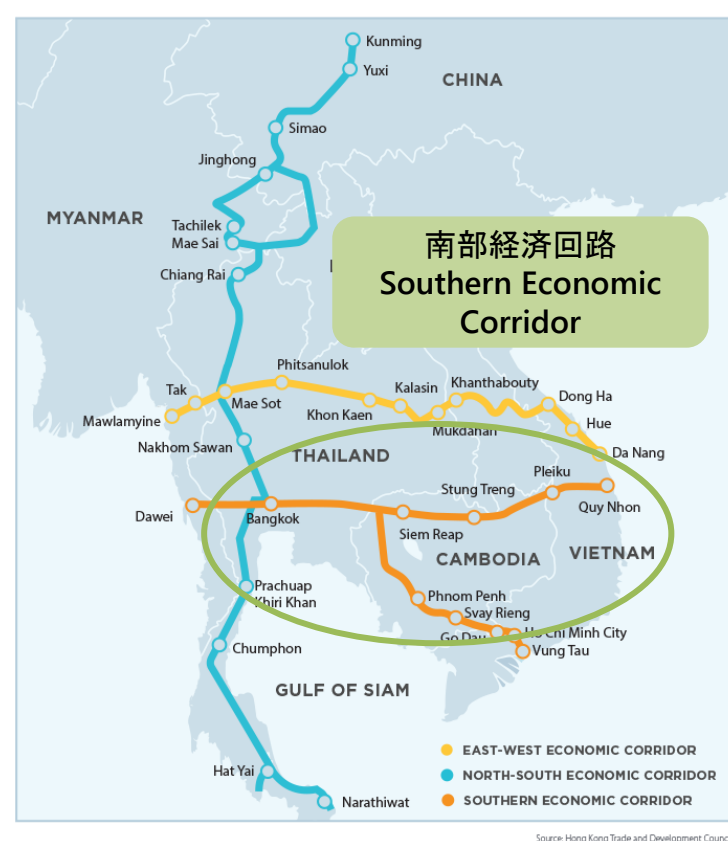 Kunming
Yuxi
CHINA
Simao
Jinghong
MYANMAR
Tachilek
Mae Sai
Chiang Rai
南部経済回路
Southern Economic
Corridor
Phitsanulok
Tak
Mae Sot
Kalasin
Khanthabouty
Dong Ha
Mawlamyine
Khon Kaen
Mukdahan
Hue
Nakhom Sawan
THAILAND
Da Nang
Pleiku
Stung Treng
Quy Nhon
Dawei
Bangkok
Siem Reap
CAMBODIA
VIETNAM
Prachuap
Khiri Khan
Phnom Penh
Svay Rieng
Go Dau
Ho Chi Minh City
Vung Tau
Chumphon
GULF OF SIAM
EAST-WEST ECONOMIC CORRIDOR
NORTH-SOUTH ECONOMIC CORRIDOR
SOUTHERN ECONOMIC CORRIDOR
Hat Yai
Narathiwat
Source: Hong Kong Trade and Development Counc